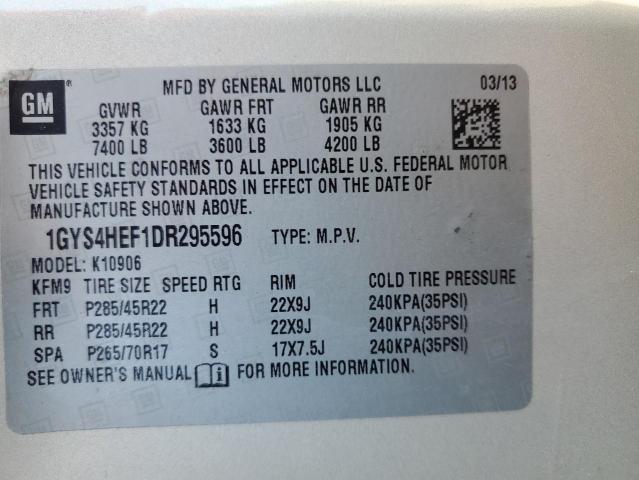 GM®
MFD BY GENERAL MOTORS LLC 03/13
GVWR GAWR FRT GAWR RR
3357 KG 1633 KG 1905 KG
7400 LB 3600 LB 4200 LB
THIS VEHICLE CONFORMS TO ALL APPLICABLE U.S. FEDERAL MOTOR
VEHICLE SAFETY STANDARDS IN EFFECT ON THE DATE OF
MANUFACTURE SHOWN ABOVE.
1GYS4HEF1DR295596 TYPE: M.P.V.
MODEL: K10906
KFM9 TIRE SIZE SPEED RTG RIM COLD TIRE PRESSURE
FRT P285/45R22 H 22X9J 240KPA(35PSI)
RR P285/45R22 H 22X9J 240KPA(35PSI)
SPA P265/70R17 S 17X7.5J 240KPA(35PSI)
SEE OWNER'S MANUAL i FOR MORE INFORMATION.